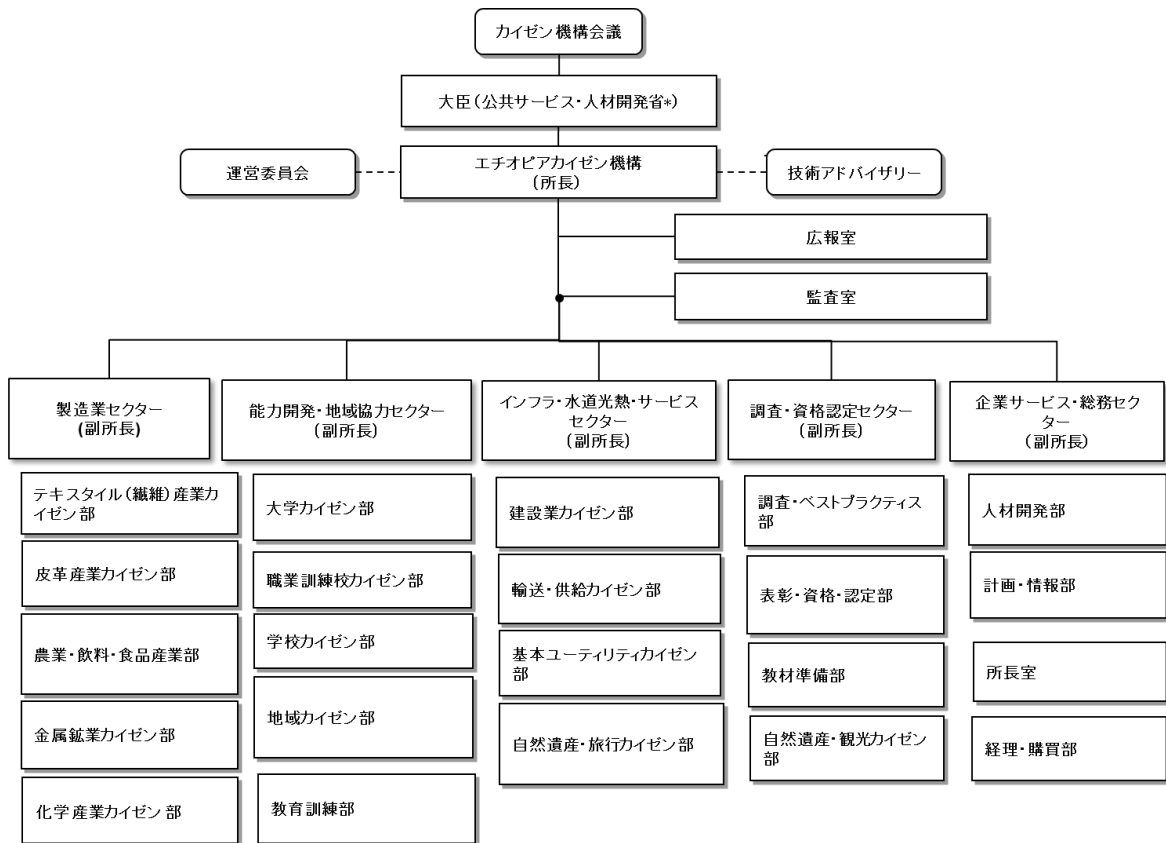 カイゼン機構会議
大臣（公共サービス・人材開発省*）
エチオピアカイゼン機構
（所長）
運営委員会
技術アドバイザリー
広報室
監査室
製造業セクター
(副所長)
能力開発・地域協力セクター
（副所長）
インフラ・水道光熱・サービス
セクター
（副所長）
調査・資格認定セクター
（副所長）
企業サービス・総務セク
ター
（副所長）
テキスタイル（繊維）産業カ
イゼン部
皮革産業カイゼン部
農業・飲料・食品産業部
金属鉱業カイゼン部
化学産業カイゼン部
大学カイゼン部
職業訓練校カイゼン部
学校カイゼン部
地域カイゼン部
教育訓練部
建設業カイゼン部
輸送・供給カイゼン部
基本ユーティリティカイゼン
部
自然遺産・旅行カイゼン部
調査・ベストプラクティス
部
表彰・資格・認定部
教材準備部
自然遺産・観光カイゼン
部
人材開発部
計画・情報部
所長室
経理・購買部